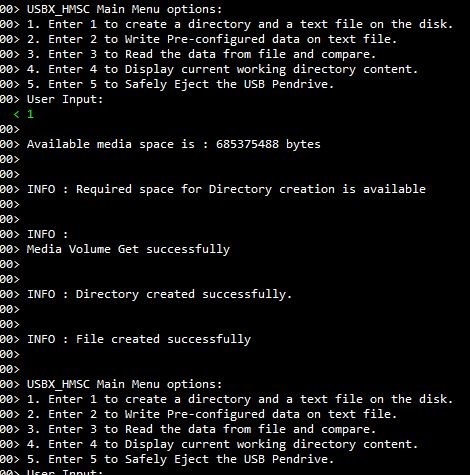 00> USBX_HMSC Main Menu options:
00> 1. Enter 1 to create a directory and a text file on the disk.
00> 2. Enter 2 to Write Pre-configured data on text file.
00> 3. Enter 3 to Read the data from file and compare.
00> 4. Enter 4 to Display current working directory content.
00> 5. Enter 5 to Safely Eject the USB Pendrive.
00> User Input:
< 1
00>
00> Available media space is : 685375488 bytes
00>
00>
00> INFO : Required space for Directory creation is available
00>
00>
00> INFO :
00> Media Volume Get successfully
00>
00>
00> INFO : Directory created successfully.
00>
00>
00> INFO : File created successfully
00>
00>
00> USBX_HMSC Main Menu options:
00> 1. Enter 1 to create a directory and a text file on the disk.
00> 2. Enter 2 to Write Pre-configured data on text file.
00> 3. Enter 3 to Read the data from file and compare.
00> 4. Enter 4 to Display current working directory content.
00> 5. Enter 5 to Safely Eject the USB Pendrive.
00> User Input: